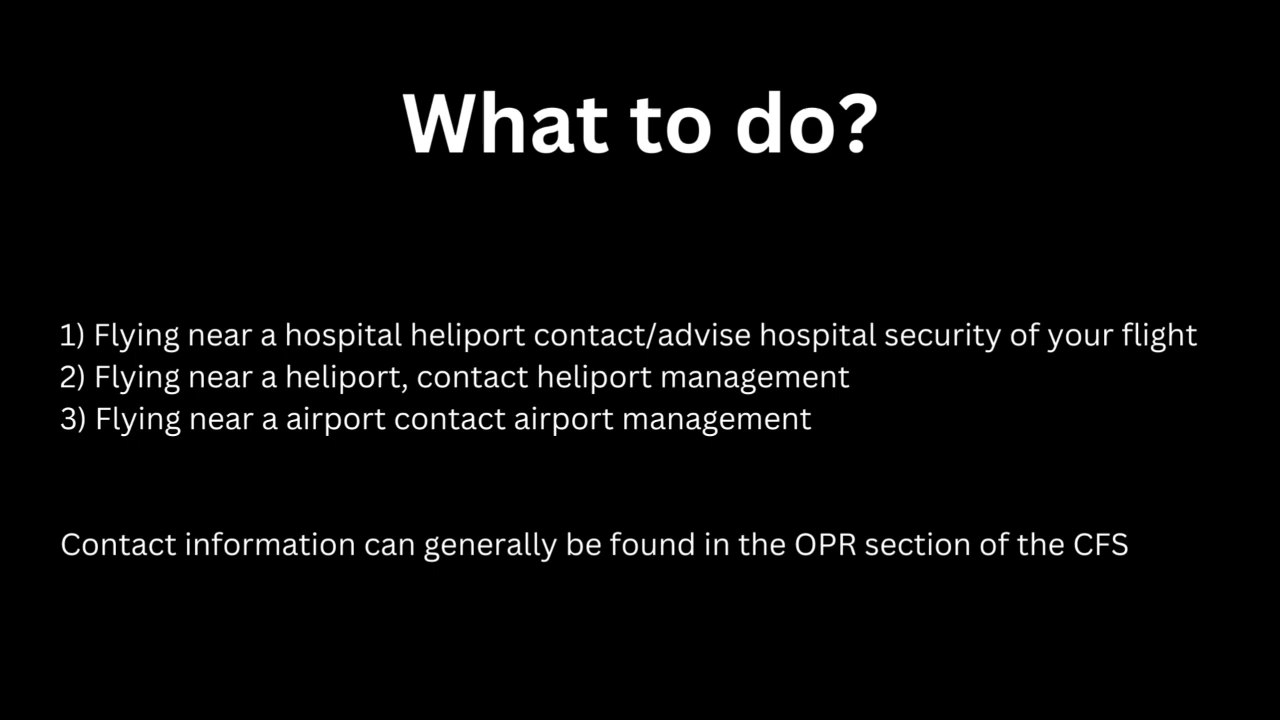 What to do?
1) Flying near a hospital heliport contact/advise hospital security of your flight
2) Flying near a heliport, contact heliport management
3) Flying near a airport contact airport management
Contact information can generally be found in the OPR section of the CFS